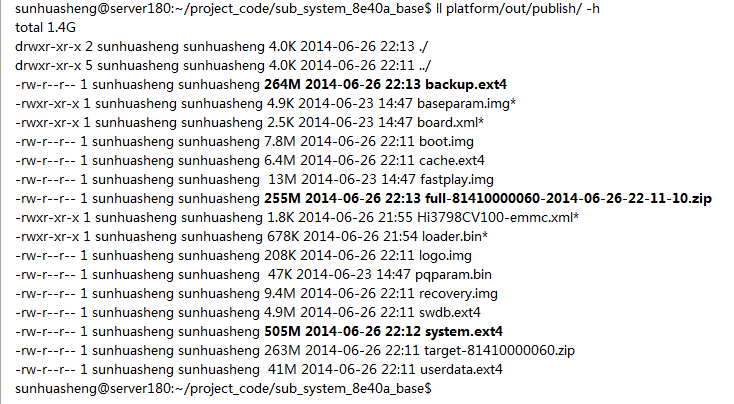 sunhuasheng@server180:~/project_code/sub_system_8e40a_base$ ll platform/out/publish/ -h
total 1.4G
drwxr-xr-x 2 sunhuasheng sunhuasheng 4.0K 2014-06-26 22:13 ./
drwxr-xr-x 5 sunhuasheng sunhuasheng 4.0K 2014-06-26 22:11 ../
-rw-r--r-- 1 sunhuasheng sunhuasheng 264M 2014-06-26 22:13 backup.ext4
-rwxr-xr-x 1 sunhuasheng sunhuasheng 4.9K 2014-06-23 14:47 baseparam.img*
-rwxr-xr-x 1 sunhuasheng sunhuasheng 2.5K 2014-06-23 14:47 board.xml*
-rw-r--r-- 1 sunhuasheng sunhuasheng 7.8M 2014-06-26 22:11 boot.img
-rw-r--r-- 1 sunhuasheng sunhuasheng 6.4M 2014-06-26 22:11 cache.ext4
-rw-r--r-- 1 sunhuasheng sunhuasheng  13M 2014-06-23 14:47 fastplay.img
-rw-r--r-- 1 sunhuasheng sunhuasheng 255M 2014-06-26 22:13 full-81410000060-2014-06-26-22-11-10.zip
-rwxr-xr-x 1 sunhuasheng sunhuasheng 1.8K 2014-06-26 21:55 Hi3798CV100-emmc.xml*
-rwxr-xr-x 1 sunhuasheng sunhuasheng 678K 2014-06-26 21:54 loader.bin*
-rw-r--r-- 1 sunhuasheng sunhuasheng 208K 2014-06-26 22:11 logo.img
-rw-r--r-- 1 sunhuasheng sunhuasheng  47K 2014-06-23 14:47 pqparam.bin
-rw-r--r-- 1 sunhuasheng sunhuasheng 9.4M 2014-06-26 22:11 recovery.img
-rw-r--r-- 1 sunhuasheng sunhuasheng 4.9M 2014-06-26 22:11 swdb.ext4
-rw-r--r-- 1 sunhuasheng sunhuasheng 505M 2014-06-26 22:12 system.ext4
-rw-r--r-- 1 sunhuasheng sunhuasheng 263M 2014-06-26 22:11 target-81410000060.zip
-rw-r--r-- 1 sunhuasheng sunhuasheng  41M 2014-06-26 22:11 userdata.ext4
sunhuasheng@server180:~/project_code/sub_system_8e40a_base$